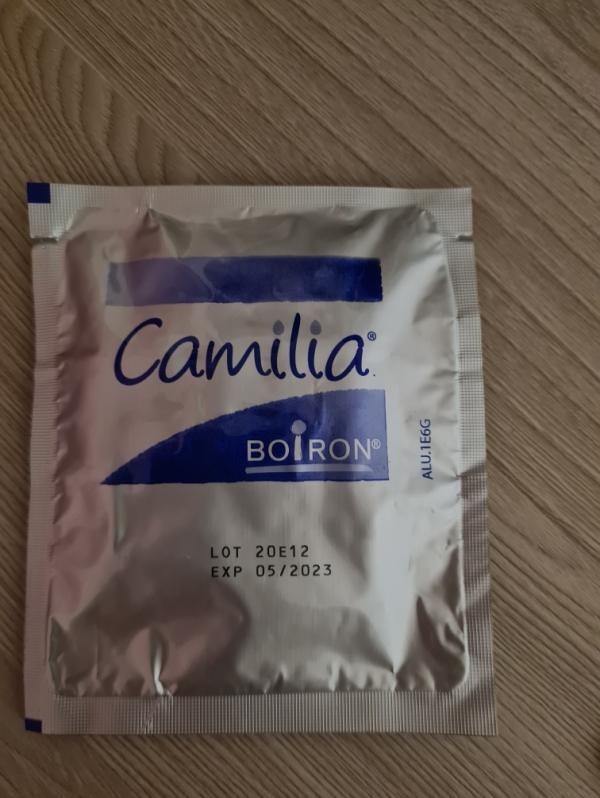 Camilia®
BOIRON®
ALU.1E6G
LOT 20E12
EXP 05/2023